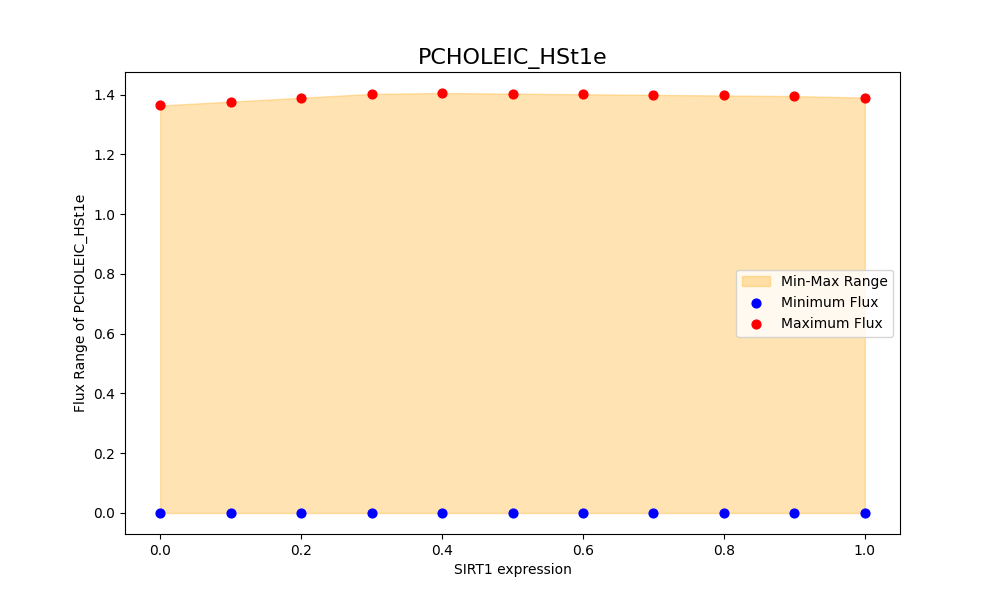 PCHOLEIC_HSt1e
Flux Range of PCHOLEIC_HSt1e
1.4
1.2
1.0
0.8
0.6
0.4
0.2
0.0
Min-Max Range
Minimum Flux
Maximum Flux
0.0 0.2 0.4 0.6 0.8 1.0
SIRT1 expression